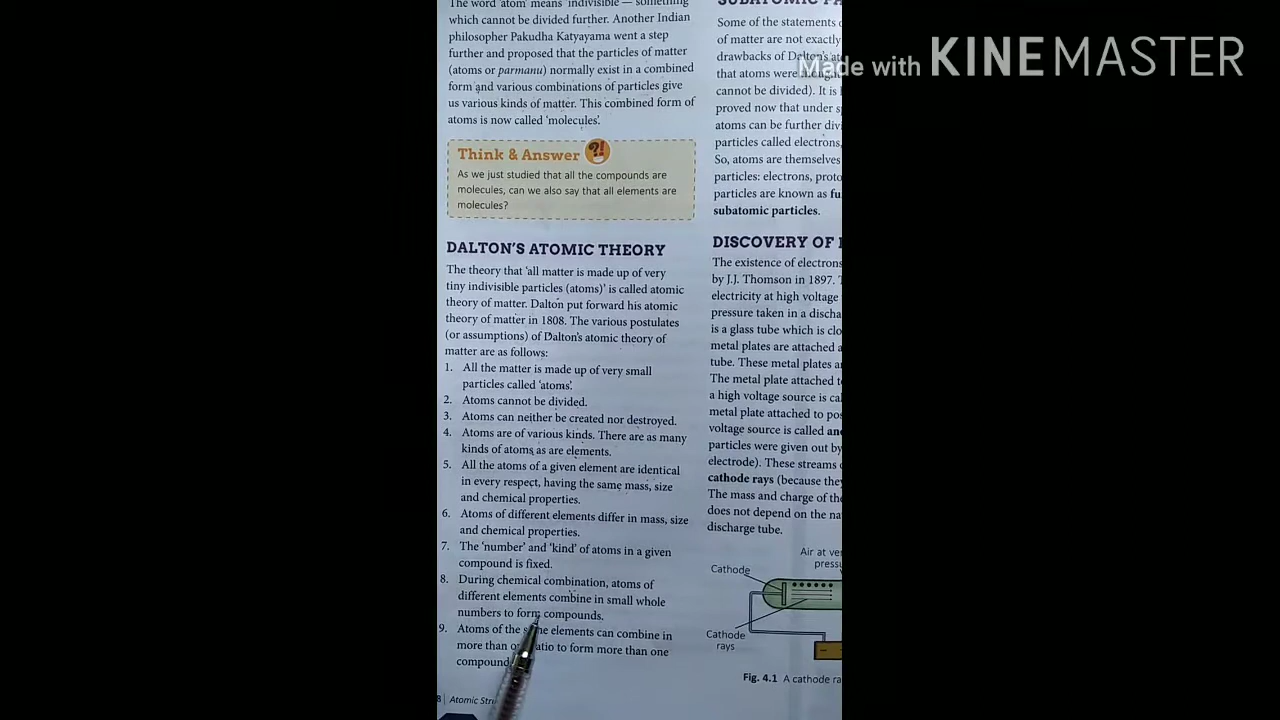 The word 'atom' means 'indivisible — something
which cannot be divided further. Another Indian
philosopher Pakudha Katyayama went a step
further and proposed that the particles of matter
(atoms or parmanu) normally exist in a combined
form and various combinations of particles give
us various kinds of matter. This combined form of
atoms is now called 'molecules'.
Think & Answer ?!
As we just studied that all the compounds are
molecules, can we also say that all elements are
molecules?
DALTON'S ATOMIC THEORY
The theory that 'all matter is made up of very
tiny indivisible particles (atoms)' is called atomic
theory of matter. Dalton put forward his atomic
theory of matter in 1808. The various postulates
(or assumptions) of Dalton's atomic theory of
matter are as follows:
1. All the matter is made up of very small
particles called 'atoms'.
2. Atoms cannot be divided.
3. Atoms can neither be created nor destroyed.
4. Atoms are of various kinds. There are as many
kinds of atoms as are elements.
5. All the atoms of a given element are identical
in every respect, having the same mass, size
and chemical properties.
6. Atoms of different elements differ in mass, size
and chemical properties.
7. The 'number' and 'kind' of atoms in a given
compound is fixed.
8. During chemical combination, atoms of
different elements combine in small whole
numbers to form compounds.
9. Atoms of the elements can combine in
more than to form more than one
compound
8 | Atomic
SUBATOMIC
Some of the statements
of matter are not exactly
drawbacks of Dalton's
that atoms were
cannot be divided). It is
proved now that under
atoms can be further
particles called electrons,
So, atoms are themselves
particles: electrons,
particles are known as
subatomic particles.
DISCOVERY OF
The existence of electrons
by J.J. Thomson in 1897.
electricity at high voltage
pressure taken in a
is a glass tube which is
metal plates are attached
tube. These metal plates
The metal plate attached
a high voltage source is
metal plate attached to
voltage source is called
particles were given out by
electrode). These streams
cathode rays (because
The mass and charge of
does not depend on the
discharge tube.
Air at
Cathode
Cathode
rays
Fig. 4.1 A cathode
Made with KINEMASTER